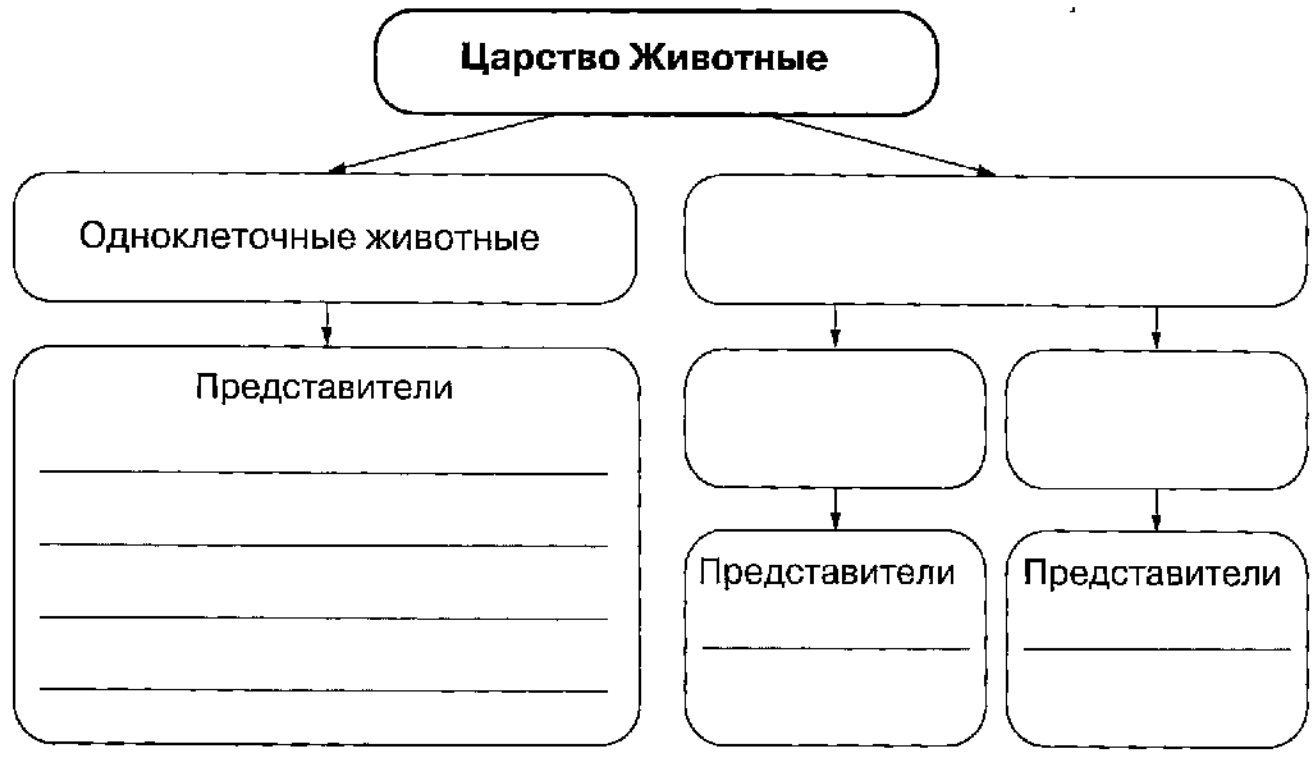 Царство Животные
Одноклеточные животные
Представители
Представители
Представители